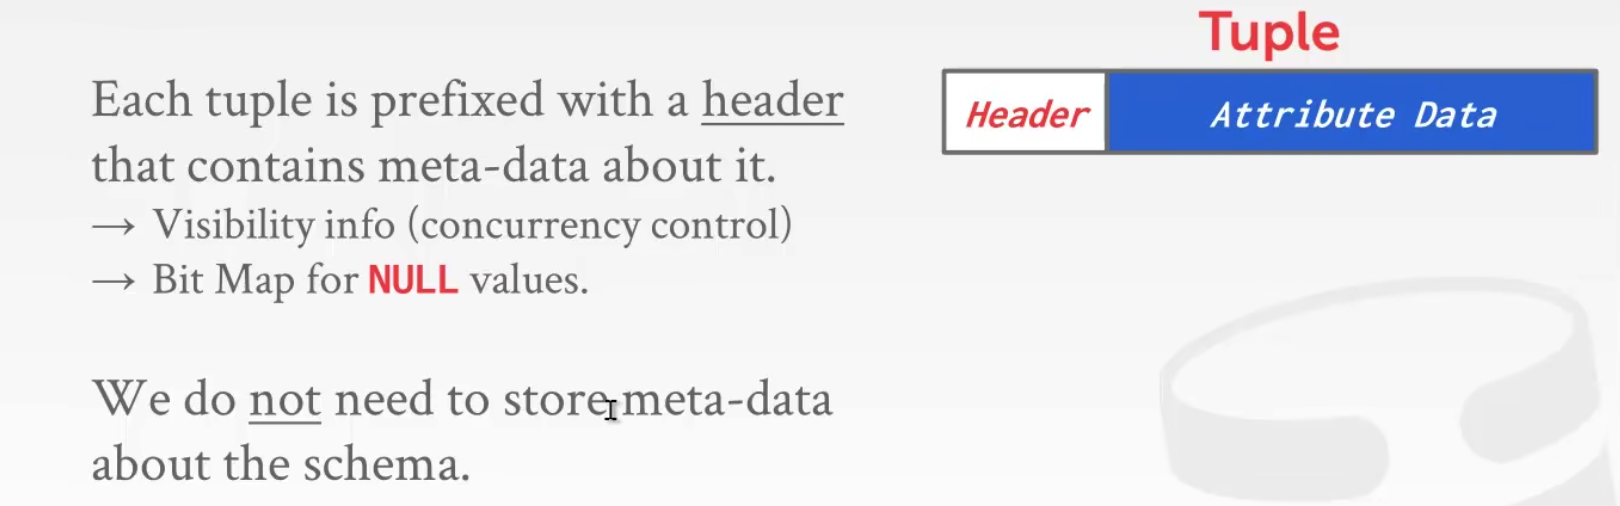 Tuple
Each tuple is prefixed with a header
that contains meta-data about it.
→ Visibility info (concurrency control)
→ Bit Map for NULL values.
We do not need to store meta-data
about the schema.
Header
Attribute Data